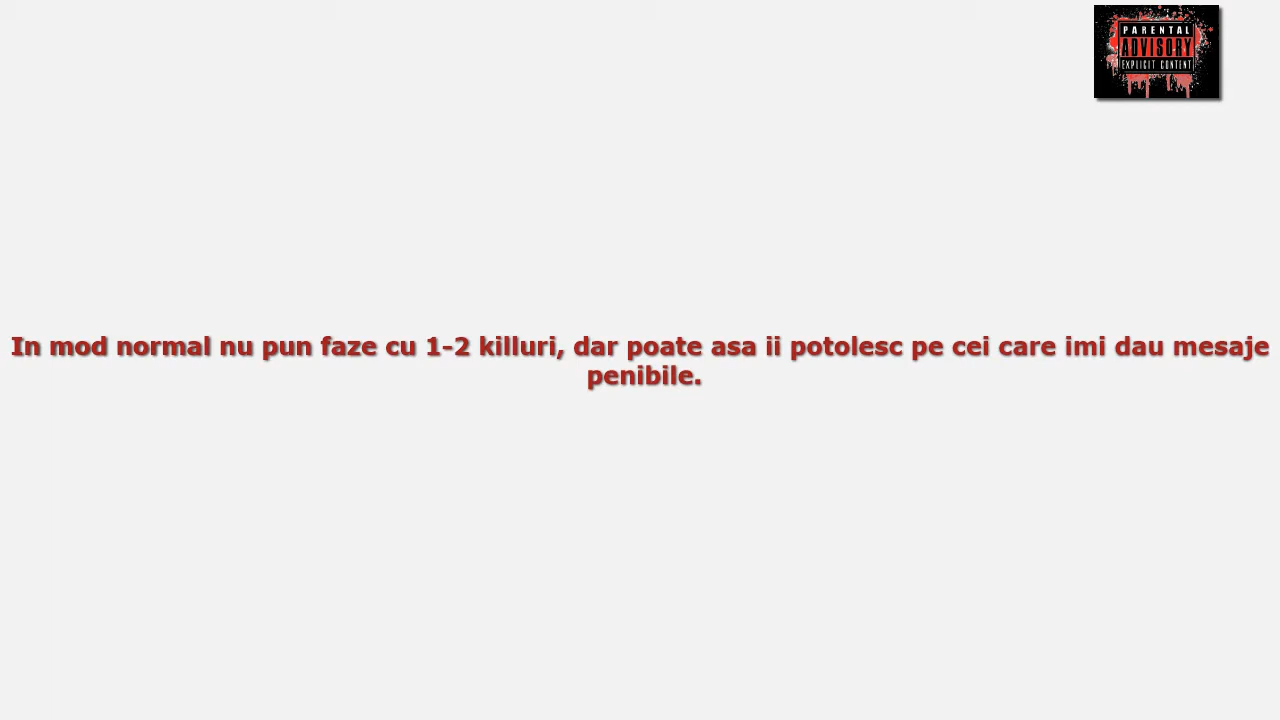 PARENTAL
ADVISORY
EXPLICIT CONTENT
In mod normal nu pun faze cu 1-2 killuri, dar poate asa ii potolesc pe cei care imi dau mesaje
penibile.